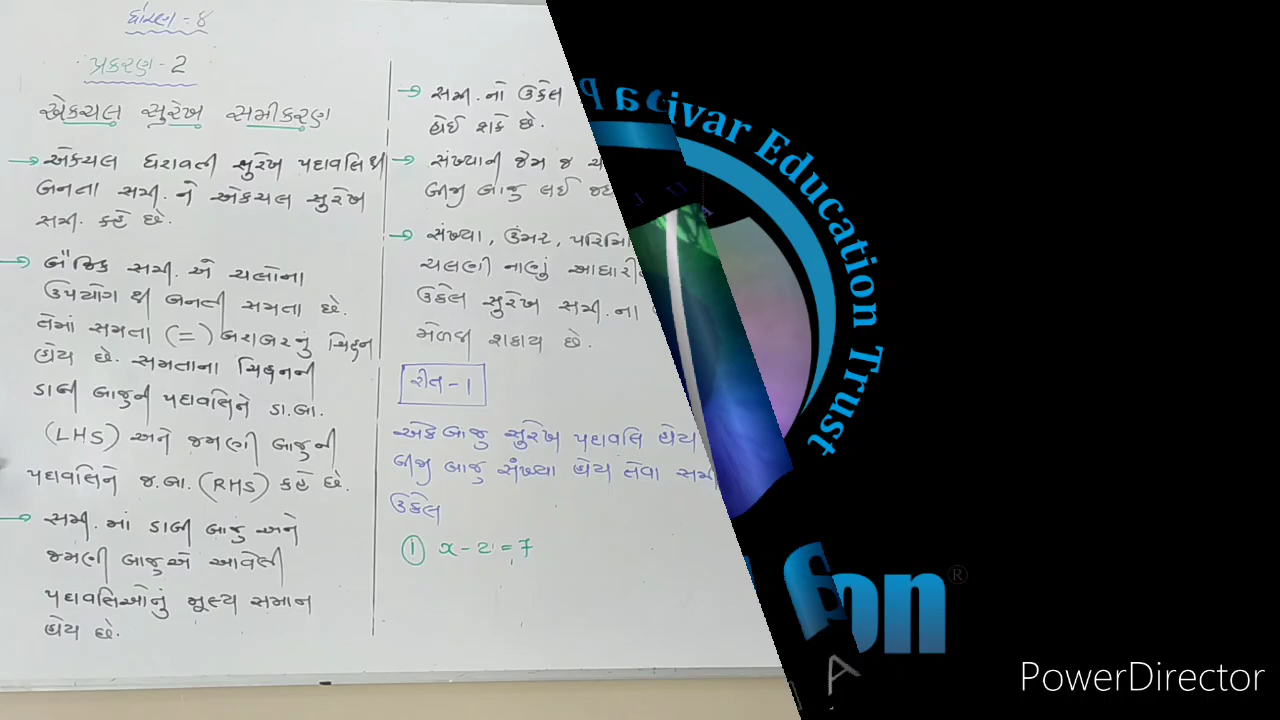 ધોરણ - ૪
પ્રકરણ - 2
એકચલ સુરેખ સમીકરણ
→ એકચલ ધરાવતી સુરેખ પદાવલિ થી
બનતા સમી. ને એકચલ સુરેખ
સમી. કહે છે.
→ બૈજિક સમી. એ ચલોના
ઉપયોગ થી બનતી સમતા છે.
તેમાં સમતા (=) બરાબરનું ચિહ્ન
હોય છે. સમતાના ચિહ્નની
ડાબી બાજુની પદાવલિને ડા.બા.
(LHS) અને જમણી બાજુની
પદાવલિને જ.બા. (RHS) કહે છે.
→ સમી. માં ડાબી બાજુ અને
જમણી બાજુએ આવેલી
પદાવલિઓનું મૂલ્ય સમાન
હોય છે.
→ સમી. નો ઉકેલ
હોઈ શકે છે.
→ સંખ્યાની જેમ જ
બીજી બાજુ લઈ
→ સંખ્યા, ઉંમર,
ચલણી નાણું
ઉકેલ સુરેખ સમી. ના
મેળવી શકાય છે.
રીત - 1
એક બાજુ સુરેખ પદાવલિ હોય
બીજી બાજુ સંખ્યા હોય તેવા સમી
ઉકેલ
① x - 2 = 7
ivar Education Trust
on®
PowerDirector